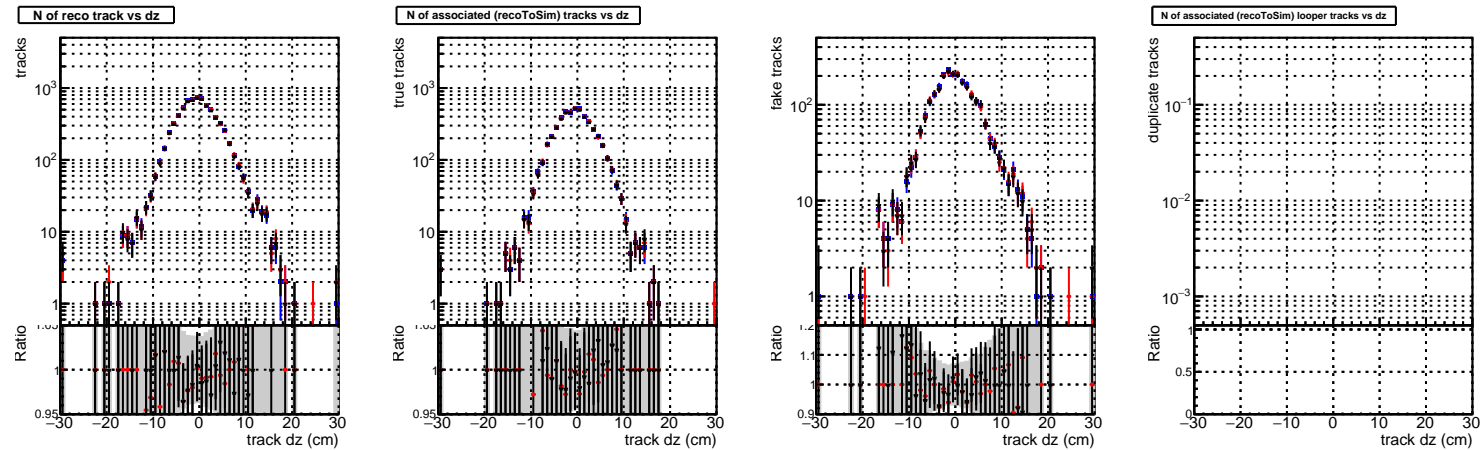 N of reco track vs dz
tracks
10³
10²
10
1
Ratio
1.05
1
0.95
−30 −20 −10 0 10 20 30
track dz (cm)
N of associated (recoToSim) tracks vs dz
true tracks
10³
10²
10
1
Ratio
1.05
1
0.95
−30 −20 −10 0 10 20 30
track dz (cm)
fake tracks
10²
10
1
Ratio
1.2
1.1
1
0.9
−30 −20 −10 0 10 20 30
track dz (cm)
N of associated (recoToSim) looper tracks vs dz
duplicate tracks
10⁻¹
10⁻²
10⁻³
Ratio
1
0.5
0
−30 −20 −10 0 10 20 30
track dz (cm)